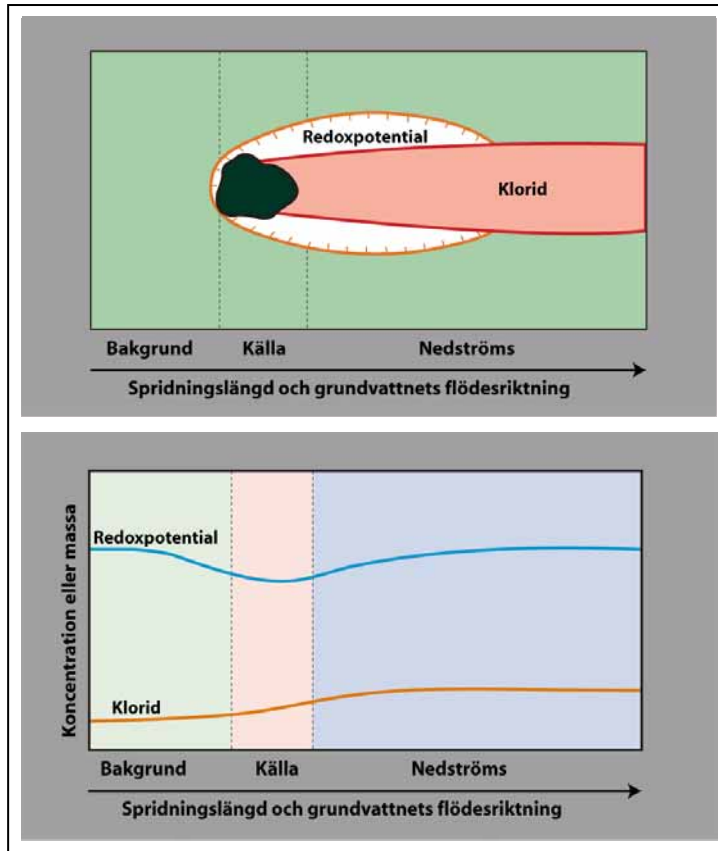 Redoxpotential
Klorid
Bakgrund Källa Nedströms
Spridningslängd och grundvattnets flödesriktning
Koncentration eller massa
Redoxpotential
Klorid
Bakgrund Källa Nedströms
Spridningslängd och grundvattnets flödesriktning